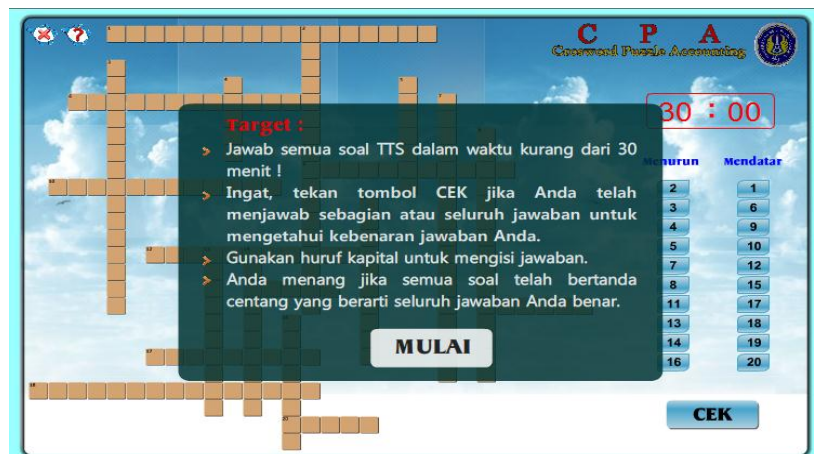 C P A
Crossword Puzzle Accounting
30 : 00
Target :
Jawab semua soal TTS dalam waktu kurang dari 30
menit !
Ingat, tekan tombol CEK jika Anda telah
menjawab sebagian atau seluruh jawaban untuk
mengetahui kebenaran jawaban Anda.
Gunakan huruf kapital untuk mengisi jawaban.
Anda menang jika semua soal telah bertanda
centang yang berarti seluruh jawaban Anda benar.
MULAI
Menurun Mendatar
2 1
3 6
4 9
5 10
7 12
8 15
11 17
13 18
14 19
16 20
CEK